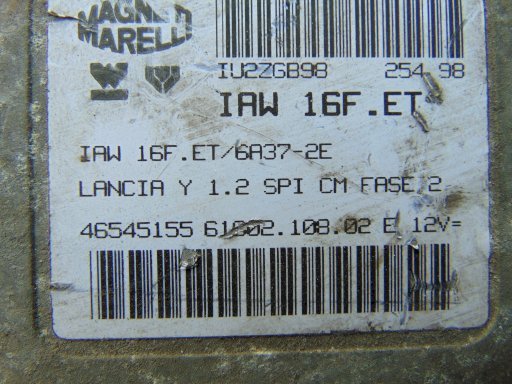 MAGNETI
MARELLI
IU2ZGB98 254 98
IAW 16F.ET
IAW 16F.ET/6A37-2E
LANCIA Y 1.2 SPI CM FASE 2
46545155 61602.108.02 E 12V=